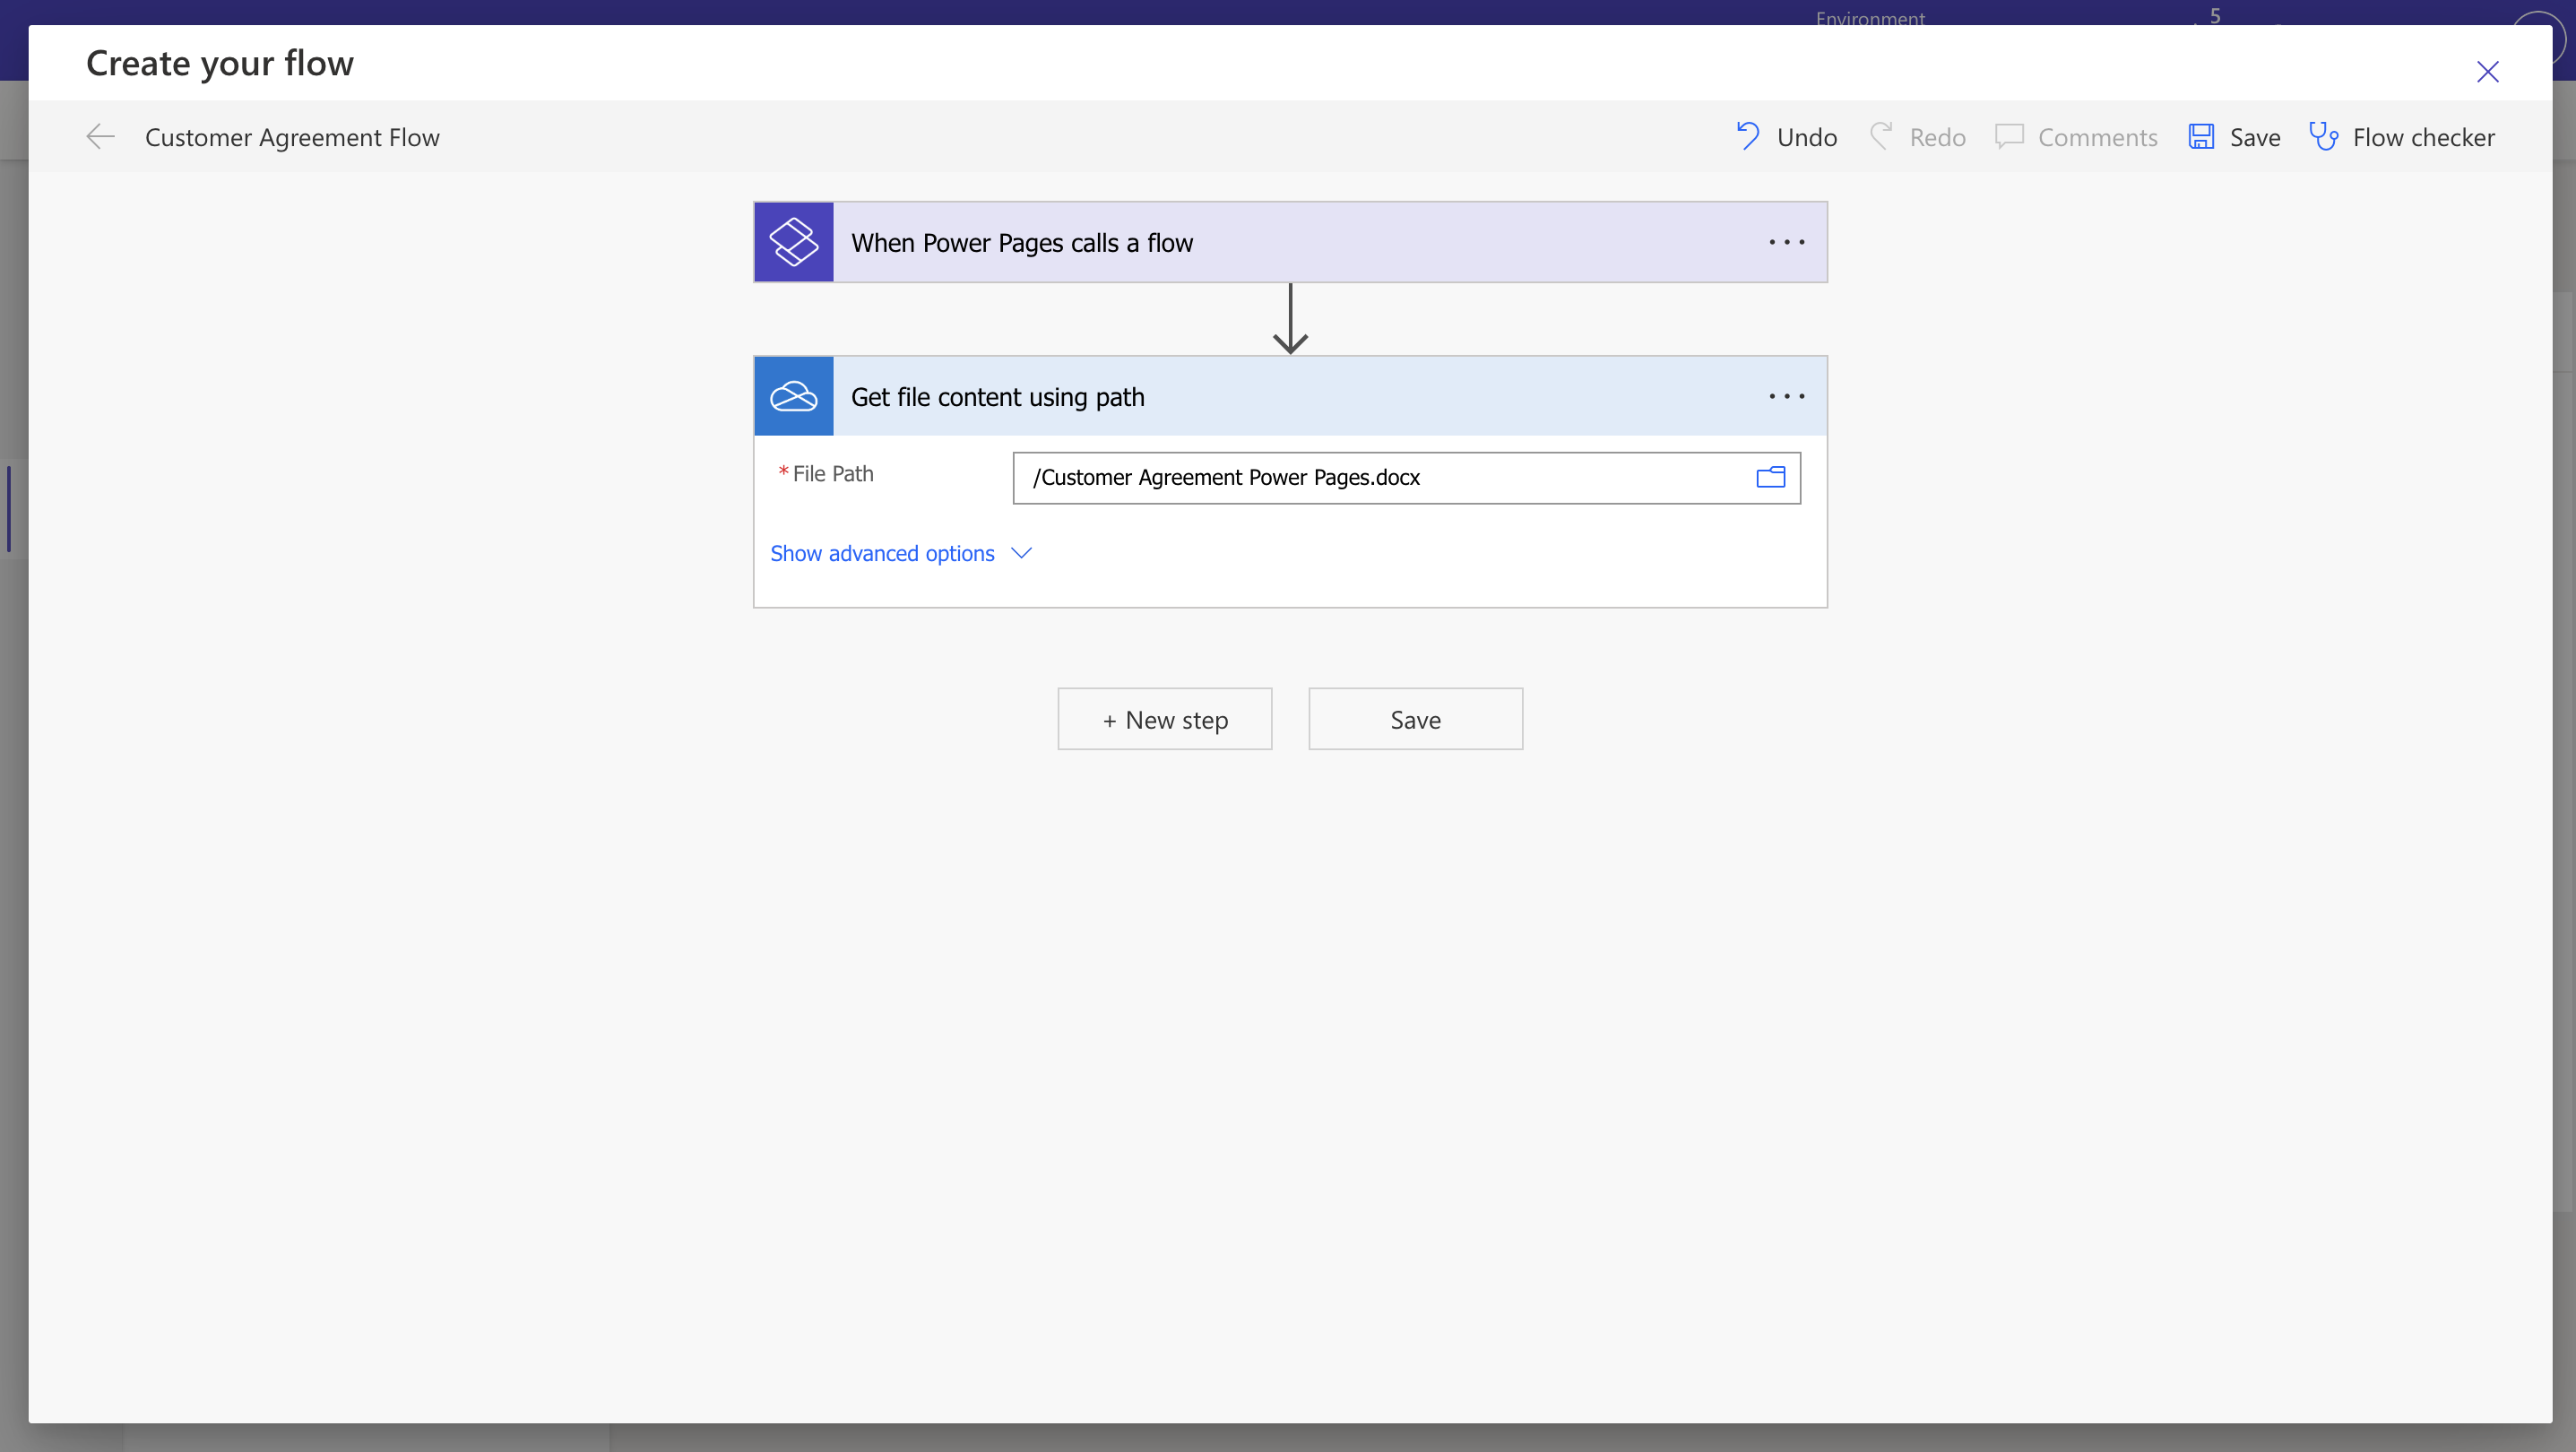 Environment
5
Create your flow
Customer Agreement Flow
Undo
Redo
Comments
Save
Flow checker
When Power Pages calls a flow
Get file content using path
* File Path
/Customer Agreement Power Pages.docx
Show advanced options
+ New step
Save